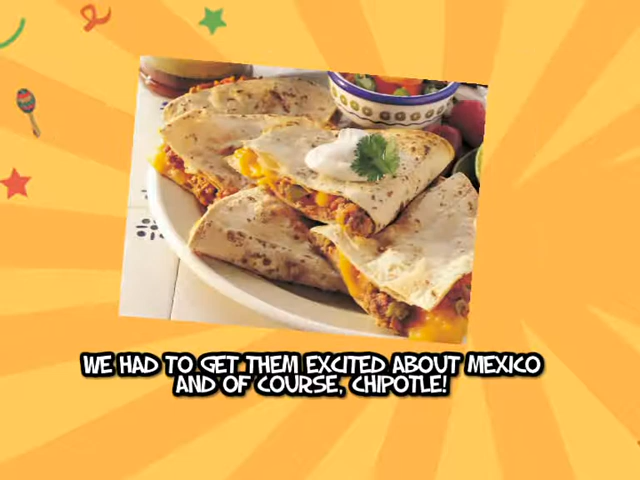 WE HAD TO GET THEM EXCITED ABOUT MEXICO
AND OF COURSE, CHIPOTLE!